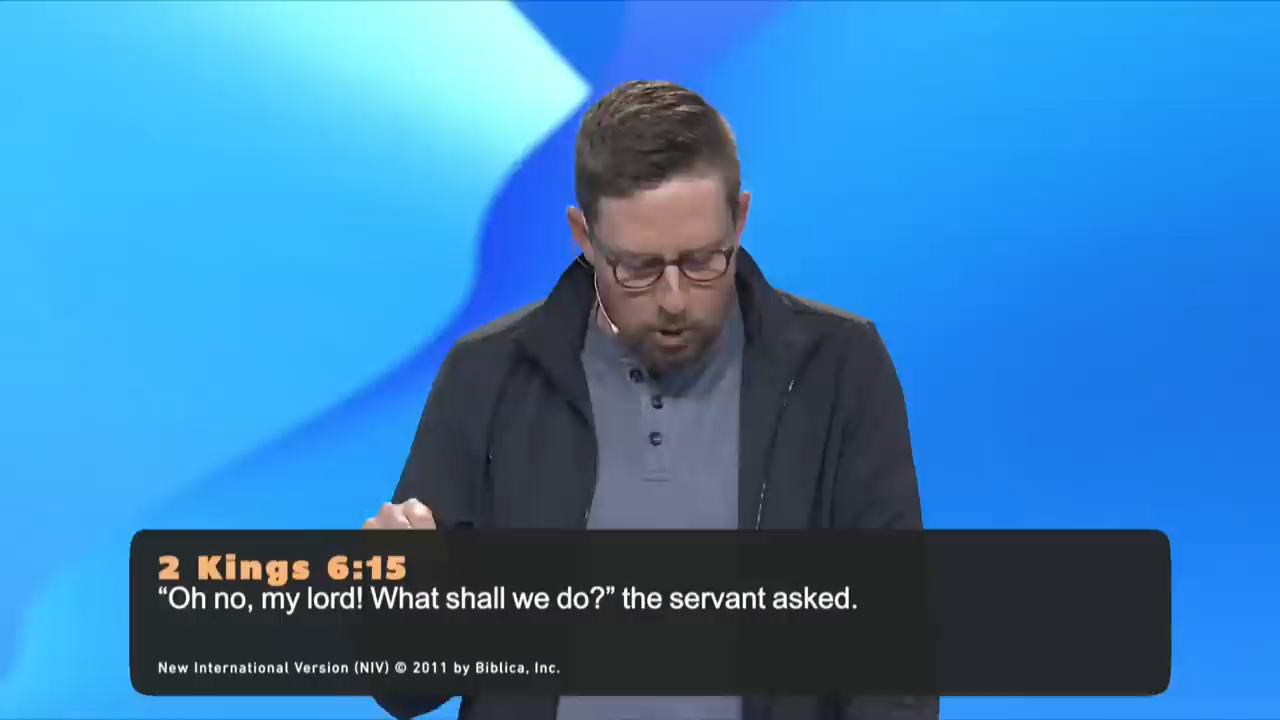 2 Kings 6:15
“Oh no, my lord! What shall we do?” the servant asked.
New International Version (NIV) © 2011 by Biblica, Inc.